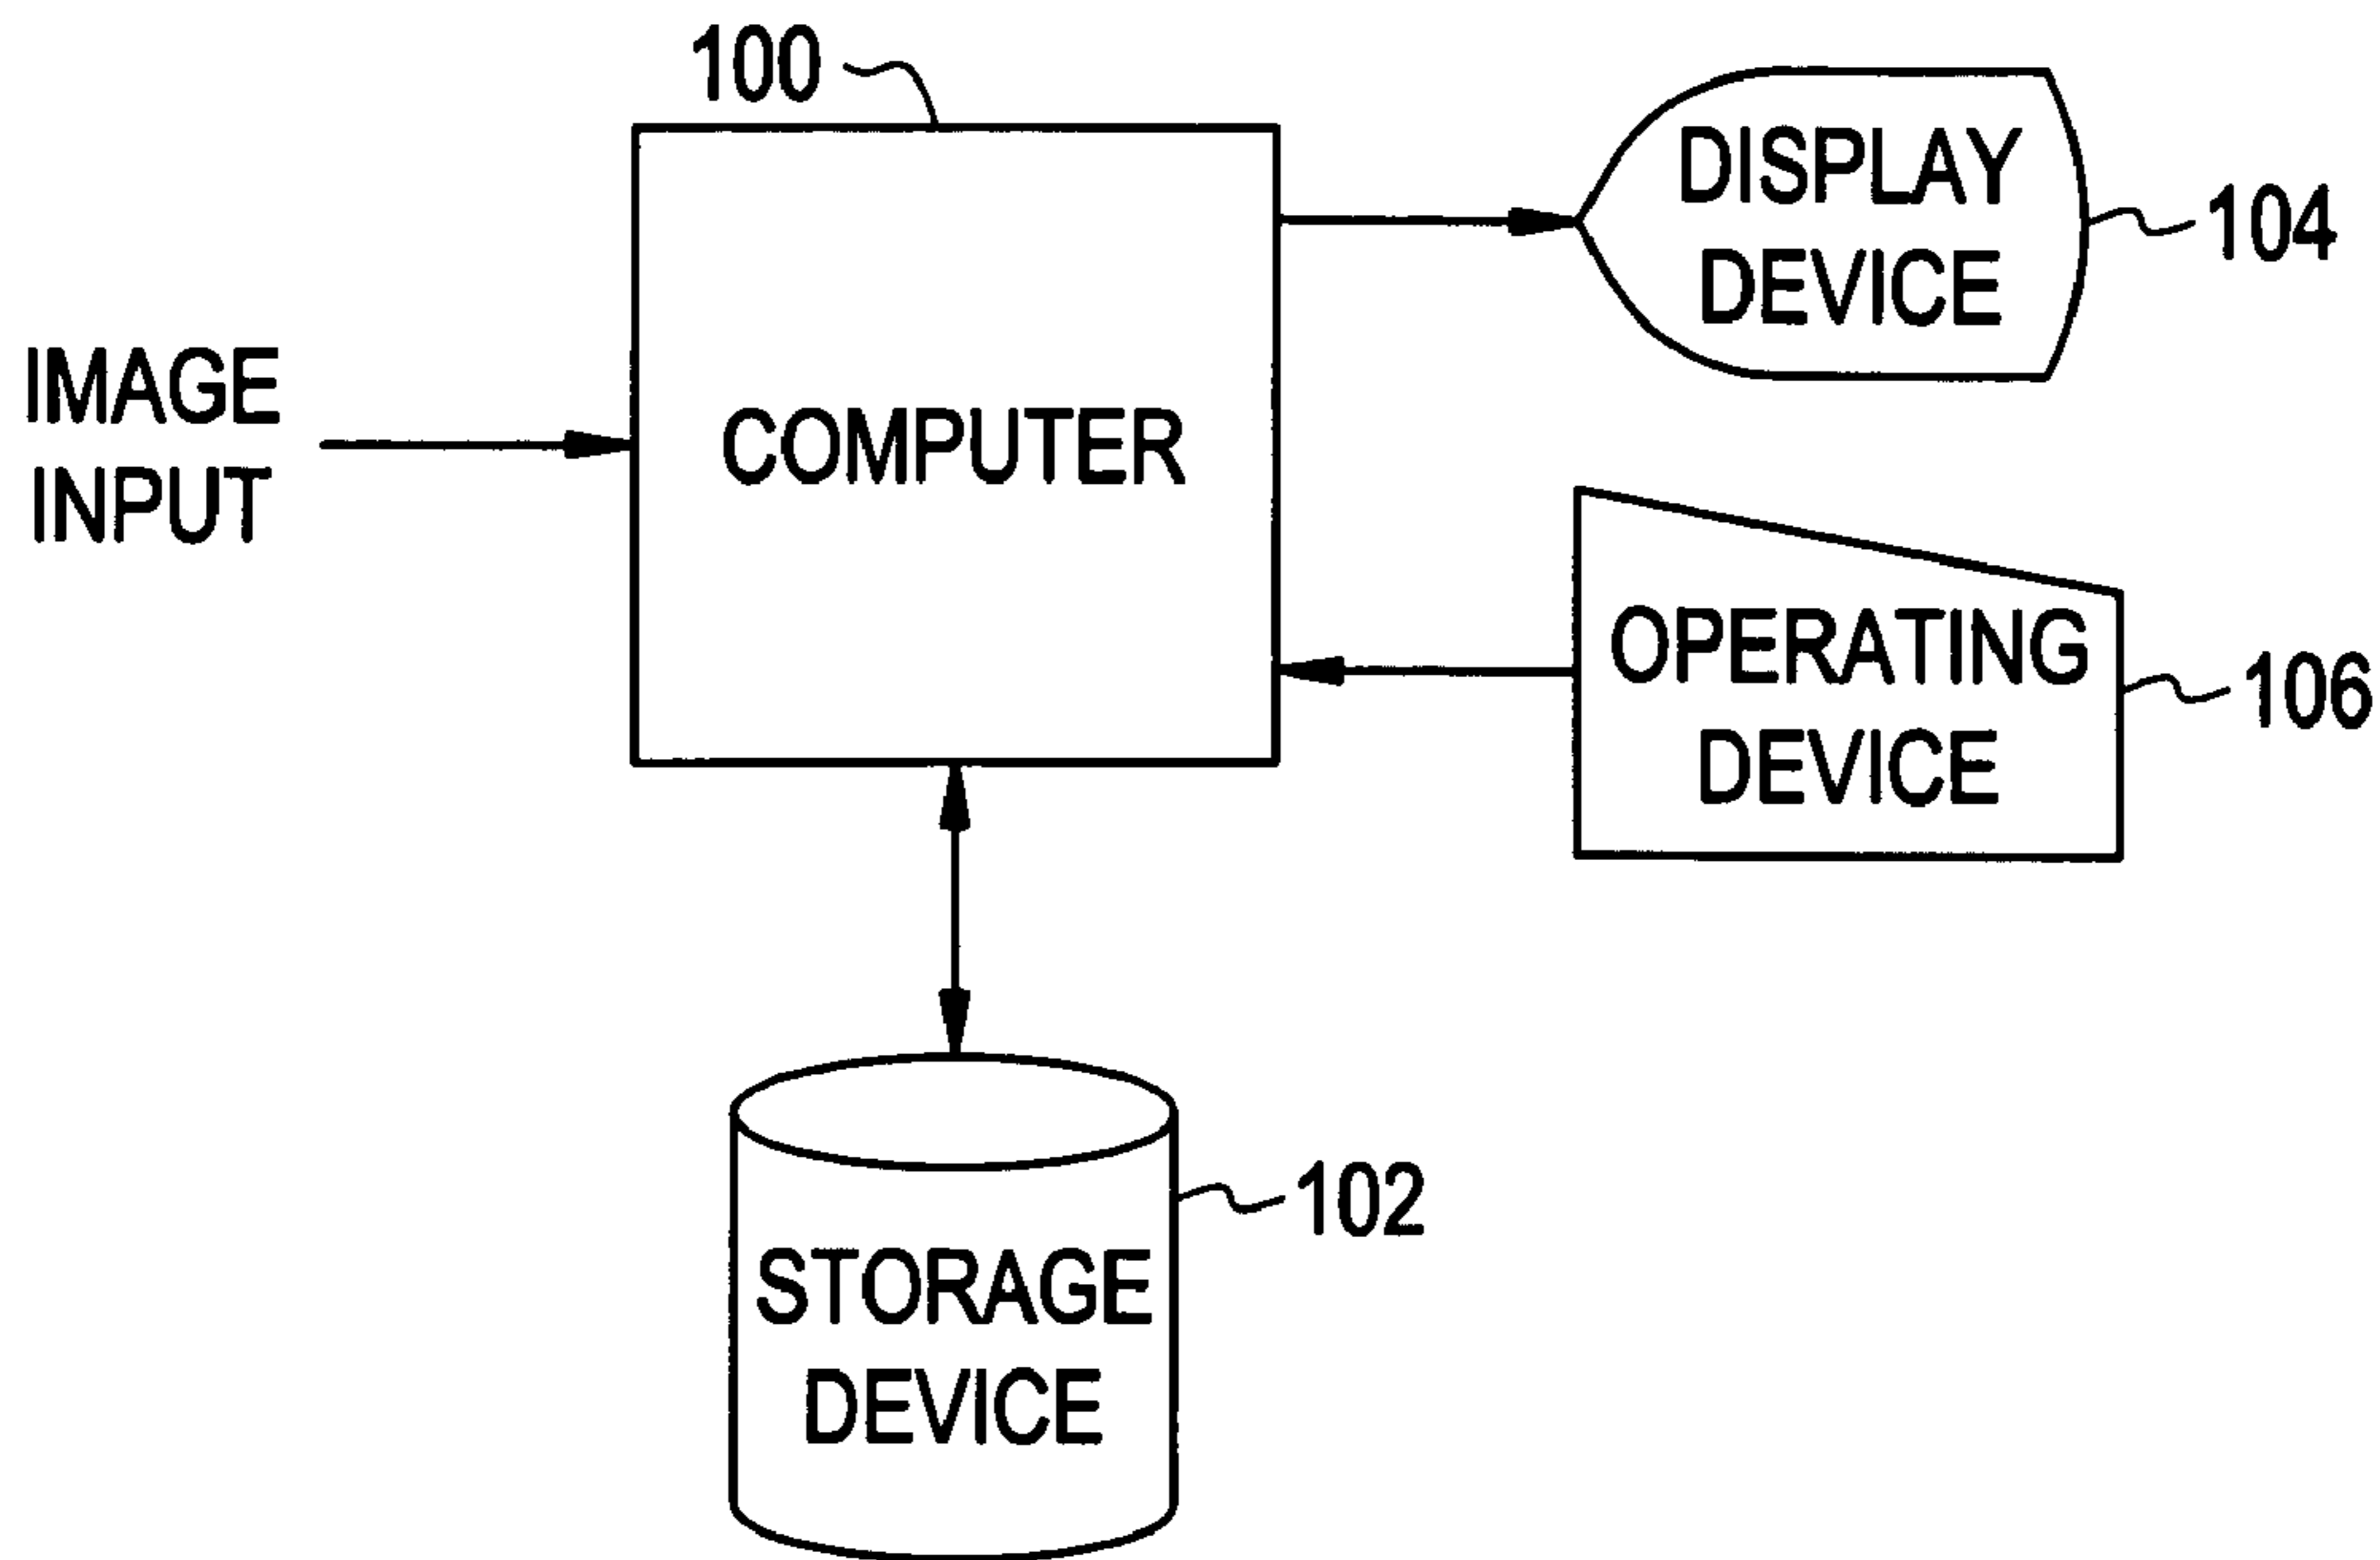 100
DISPLAY
DEVICE
104
IMAGE
INPUT
COMPUTER
OPERATING
DEVICE
106
102
STORAGE
DEVICE